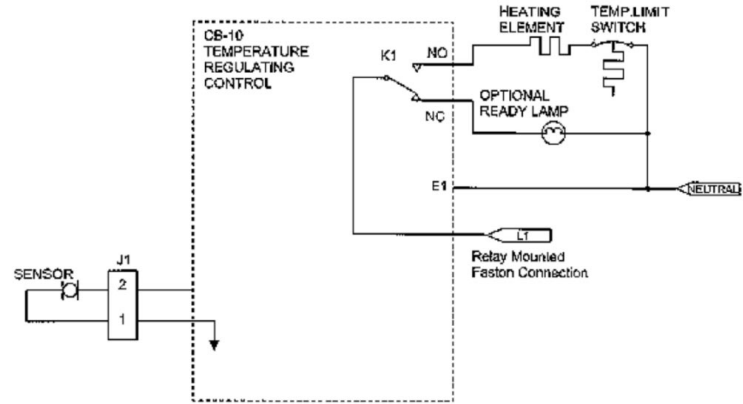 HEATING
ELEMENT
TEMP.LIMIT
SWITCH
CB-10
TEMPERATURE
REGULATING
CONTROL
K1
NO
OPTIONAL
READY LAMP
NC
E1
NEUTRAL
L1
Relay Mounted
Faston Connection
J1
SENSOR
2
1